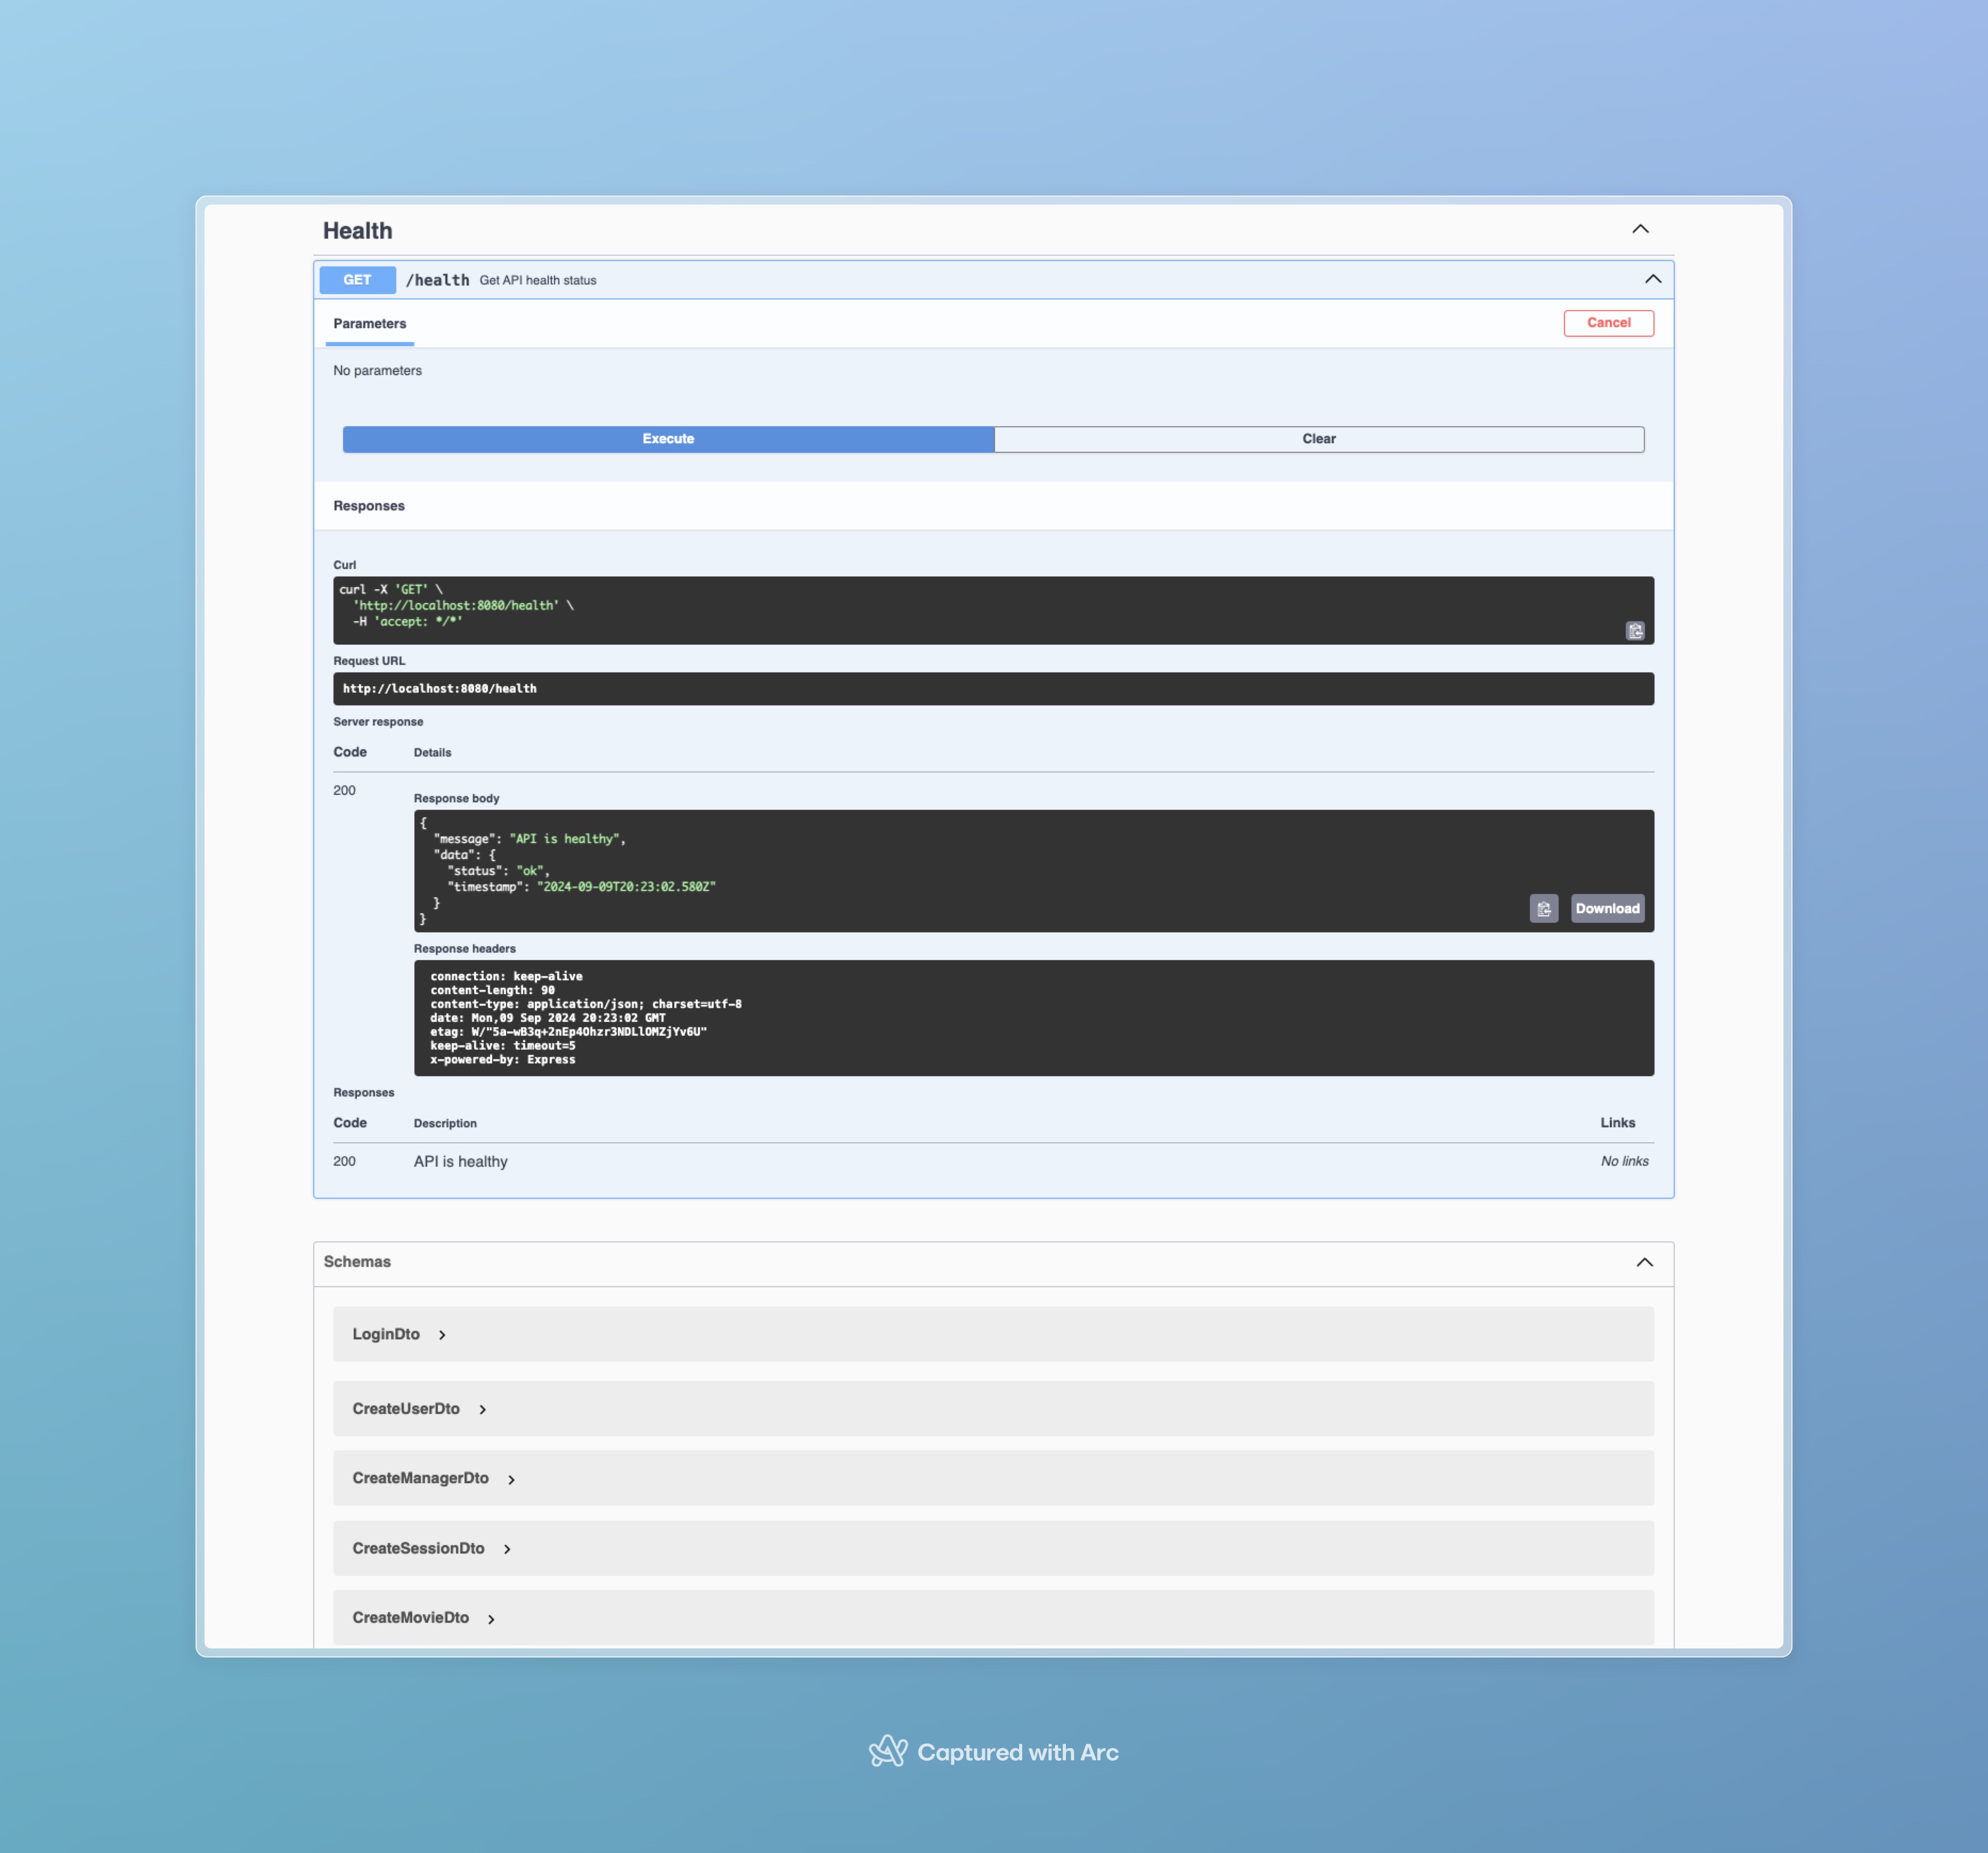 Health
GET /health Get API health status
Parameters Cancel
No parameters
Execute Clear
Responses
Curl
curl -X 'GET' \
  'http://localhost:8080/health' \
  -H 'accept: */*'
Request URL
http://localhost:8080/health
Server response
Code Details
200
Response body
{
  "message": "API is healthy",
  "data": {
    "status": "ok",
    "timestamp": "2024-09-09T20:23:02.580Z"
  }
}
Download
Response headers
connection: keep-alive
content-length: 90
content-type: application/json; charset=utf-8
date: Mon,09 Sep 2024 20:23:02 GMT
etag: W/"5a-wB3q+2nEp4Ohzr3NDLlOMZjYv6U"
keep-alive: timeout=5
x-powered-by: Express
Responses
Code Description Links
200 API is healthy No links
Schemas
LoginDto
CreateUserDto
CreateManagerDto
CreateSessionDto
CreateMovieDto
Captured with Arc